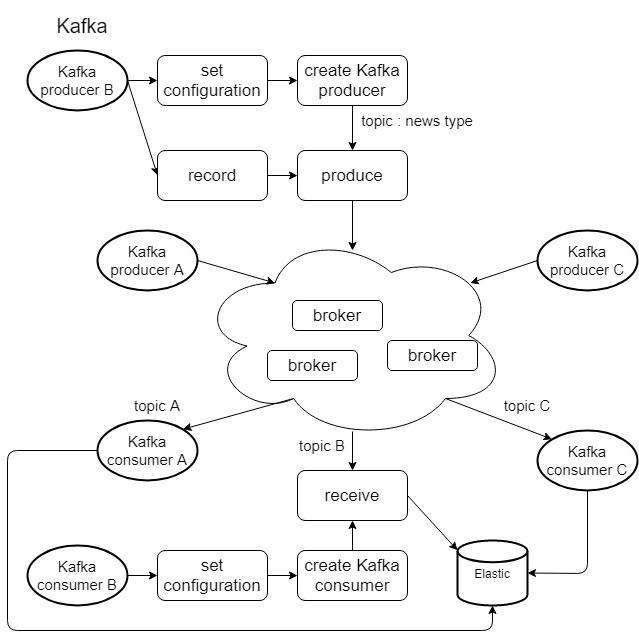 Kafka
Kafka
producer B
set
configuration
create Kafka
producer
topic : news type
record
produce
Kafka
producer A
Kafka
producer C
broker
broker
broker
topic A
topic C
Kafka
consumer A
topic B
Kafka
consumer C
receive
Kafka
consumer B
set
configuration
create Kafka
consumer
Elastic